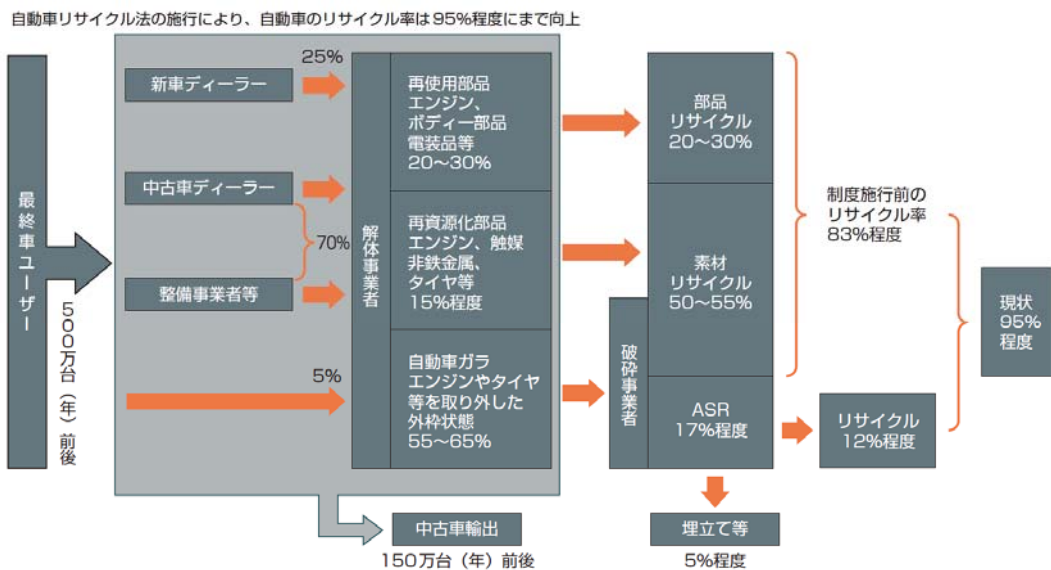 自動車リサイクル法の施行により、自動車のリサイクル率は95%程度にまで向上
最終車ユーザー
500万台（年）前後
新車ディーラー
25%
中古車ディーラー
70%
整備事業者等
5%
解体事業者
再使用部品
エンジン、
ボディー部品
電装品等
20〜30%
再資源化部品
エンジン、触媒
非鉄金属、
タイヤ等
15%程度
自動車ガラ
エンジンやタイヤ
等を取り外した
外枠状態
55〜65%
中古車輸出
150万台（年）前後
破砕事業者
部品
リサイクル
20〜30%
素材
リサイクル
50〜55%
ASR
17%程度
埋立て等
5%程度
制度施行前の
リサイクル率
83%程度
リサイクル
12%程度
現状
95%
程度